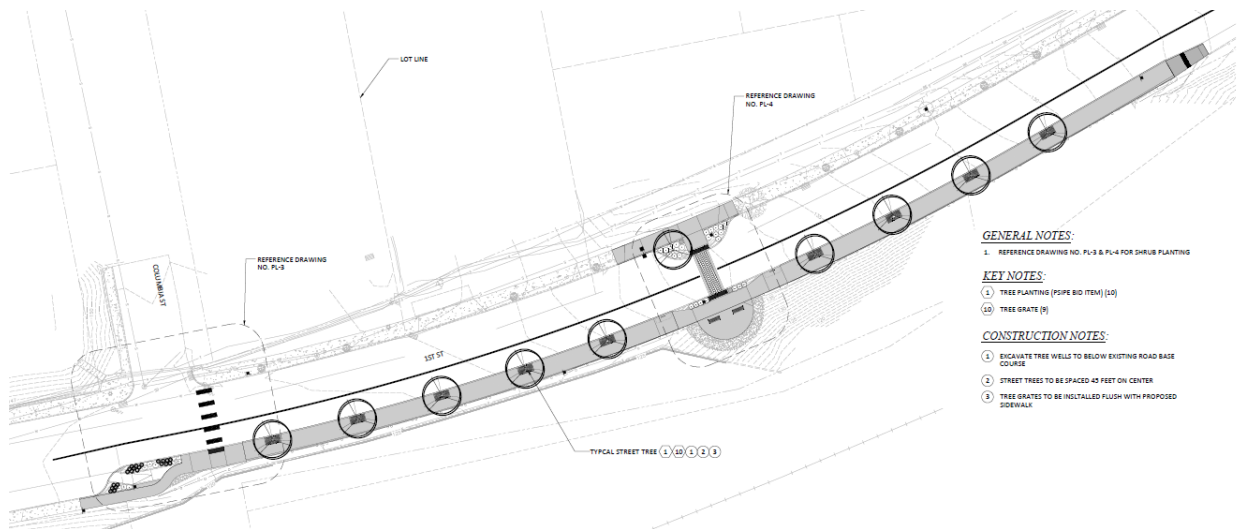 LOT LINE
REFERENCE DRAWING
NO. PL-4
REFERENCE DRAWING
NO. PL-3
COLUMBIA ST
1ST ST
TYPCAL STREET TREE 1 10 1 2 3
GENERAL NOTES:
1. REFERENCE DRAWING NO. PL-3 & PL-4 FOR SHRUB PLANTING
KEY NOTES:
1 TREE PLANTING (PSIPE BID ITEM) (10)
10 TREE GRATE (9)
CONSTRUCTION NOTES:
1 EXCAVATE TREE WELLS TO BELOW EXISTING ROAD BASE
COURSE
2 STREET TREES TO BE SPACED 45 FEET ON CENTER
3 TREE GRATES TO BE INSLTALLED FLUSH WITH PROPOSED
SIDEWALK